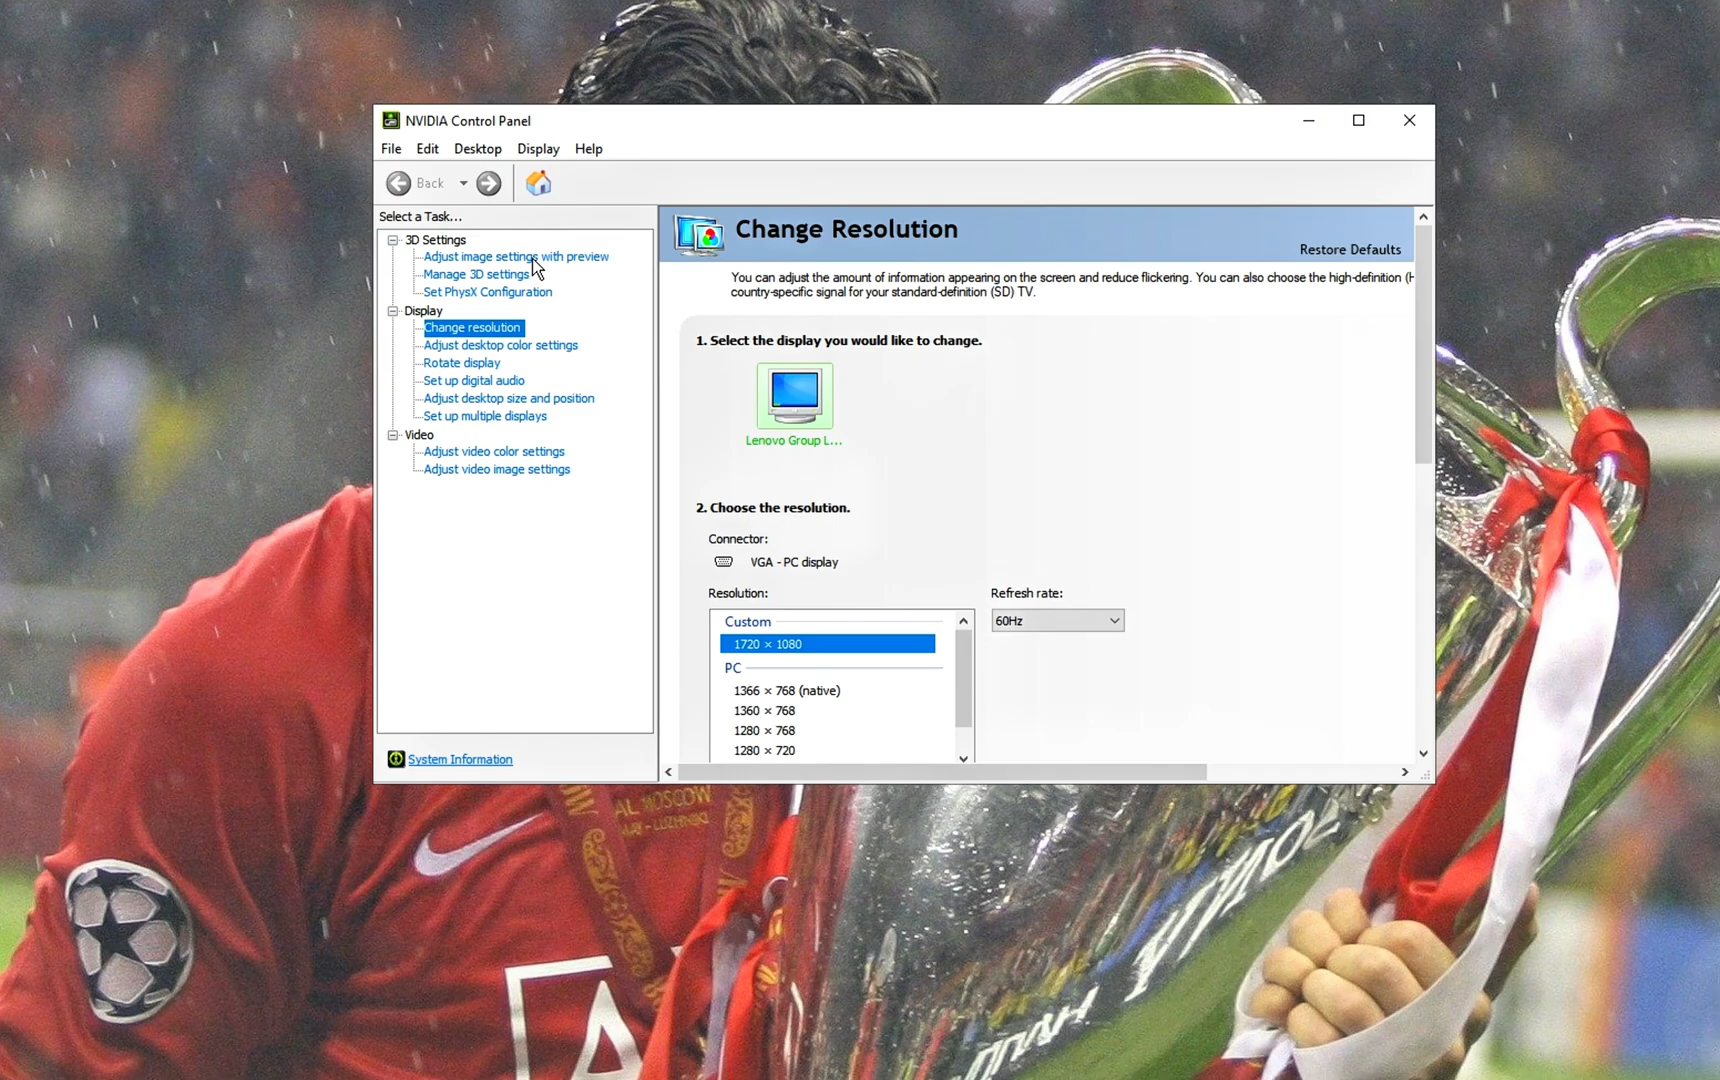 NVIDIA Control Panel
File Edit Desktop Display Help
Back
Select a Task...
3D Settings
Adjust image settings with preview
Manage 3D settings
Set PhysX Configuration
Display
Change resolution
Adjust desktop color settings
Rotate display
Set up digital audio
Adjust desktop size and position
Set up multiple displays
Video
Adjust video color settings
Adjust video image settings
System Information
Change Resolution
Restore Defaults
You can adjust the amount of information appearing on the screen and reduce flickering. You can also choose the high-definition (H
country-specific signal for your standard-definition (SD) TV.
1. Select the display you would like to change.
Lenovo Group L...
2. Choose the resolution.
Connector:
VGA - PC display
Resolution:
Refresh rate:
Custom
60Hz
1720 × 1080
PC
1366 × 768 (native)
1360 × 768
1280 × 768
1280 × 720
AL MOSCOW